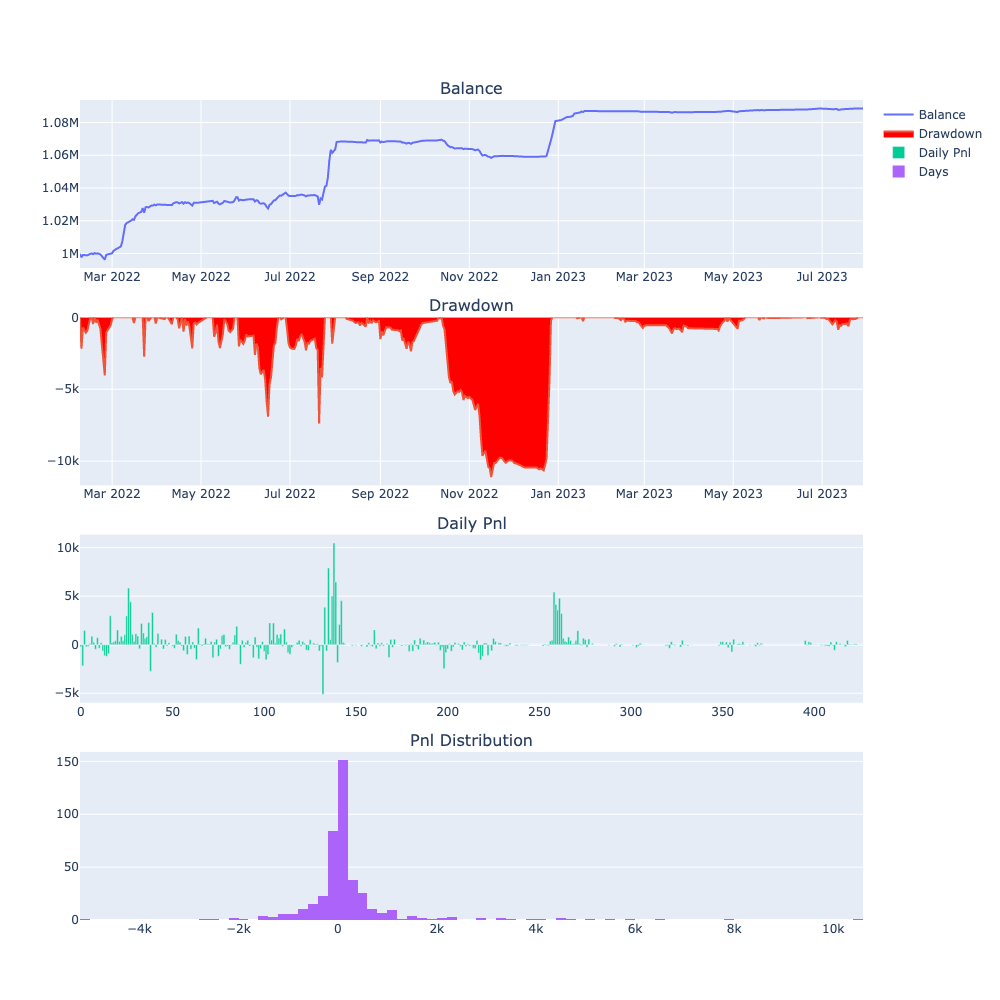 Balance
1.08M
1.06M
1.04M
1.02M
1M
Mar 2022 May 2022 Jul 2022 Sep 2022 Nov 2022 Jan 2023 Mar 2023 May 2023 Jul 2023
Balance
Drawdown
Daily Pnl
Days
Drawdown
0
−5k
−10k
Mar 2022 May 2022 Jul 2022 Sep 2022 Nov 2022 Jan 2023 Mar 2023 May 2023 Jul 2023
Daily Pnl
10k
5k
0
−5k
0 50 100 150 200 250 300 350 400
Pnl Distribution
150
100
50
0
−4k −2k 0 2k 4k 6k 8k 10k